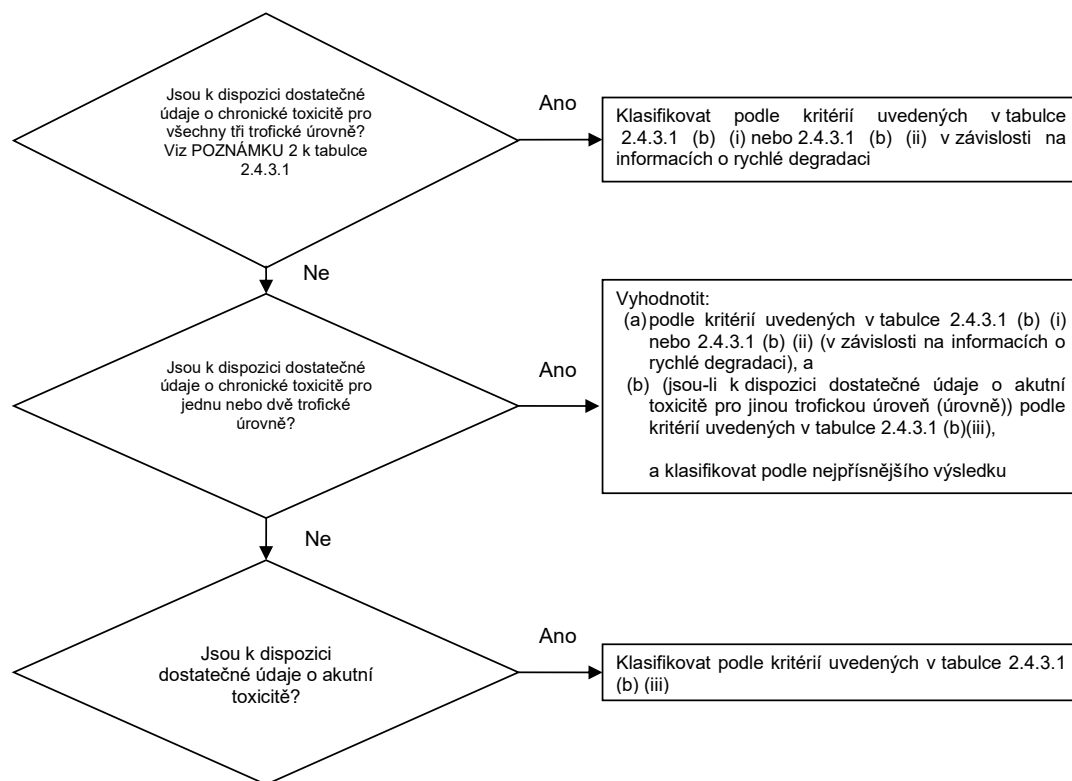 Jsou k dispozici dostatečné
údaje o chronické toxicitě pro
všechny tři trofické úrovně?
Viz POZNÁMKU 2 k tabulce
2.4.3.1
Ano
Klasifikovat podle kritérií uvedených v tabulce
2.4.3.1 (b) (i) nebo 2.4.3.1 (b) (ii) v závislosti na
informacích o rychlé degradaci
Ne
Jsou k dispozici dostatečné
údaje o chronické toxicitě pro
jednu nebo dvě trofické
úrovně?
Ano
Vyhodnotit:
(a) podle kritérií uvedených v tabulce 2.4.3.1 (b) (i)
nebo 2.4.3.1 (b) (ii) (v závislosti na informacích o
rychlé degradaci), a
(b) (jsou-li k dispozici dostatečné údaje o akutní
toxicitě pro jinou trofickou úroveň (úrovně)) podle
kritérií uvedených v tabulce 2.4.3.1 (b)(iii),
a klasifikovat podle nejpřísnějšího výsledku
Ne
Jsou k dispozici
dostatečné údaje o akutní
toxicitě?
Ano
Klasifikovat podle kritérií uvedených v tabulce 2.4.3.1
(b) (iii)